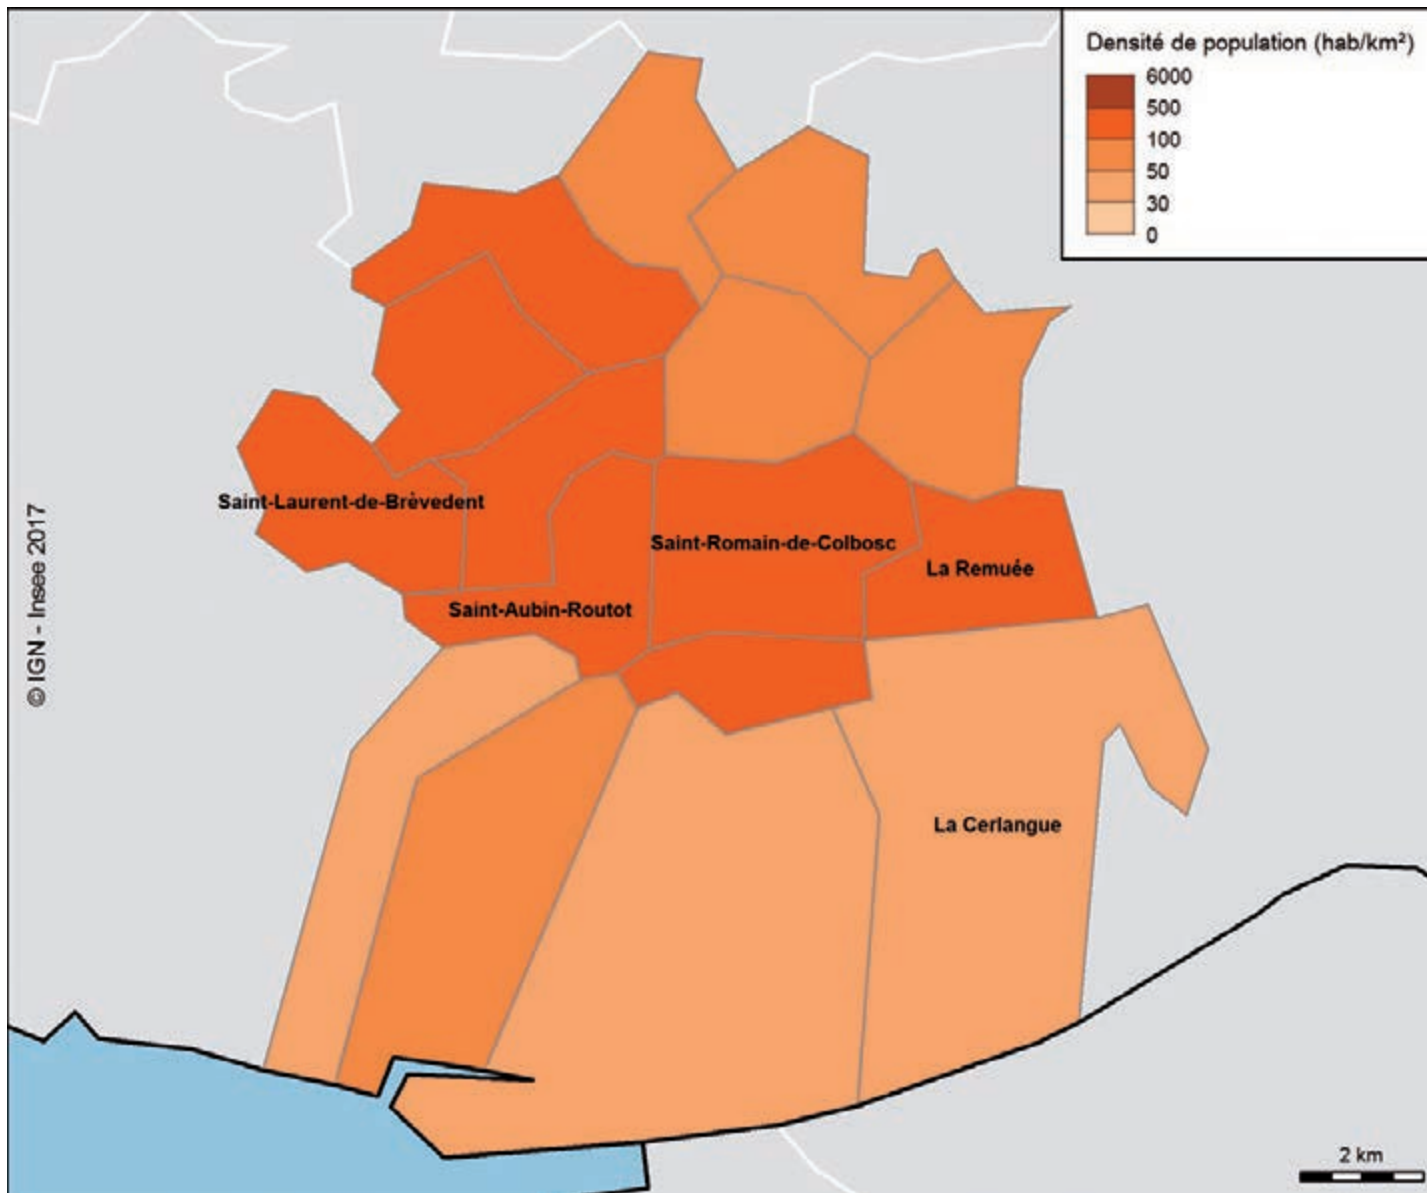 Densité de population (hab/km²)
6000
500
100
50
30
0
Saint-Laurent-de-Brèvedent
Saint-Romain-de-Colbosc
La Remuée
Saint-Aubin-Routot
La Cerlangue
© IGN - Insee 2017
2 km